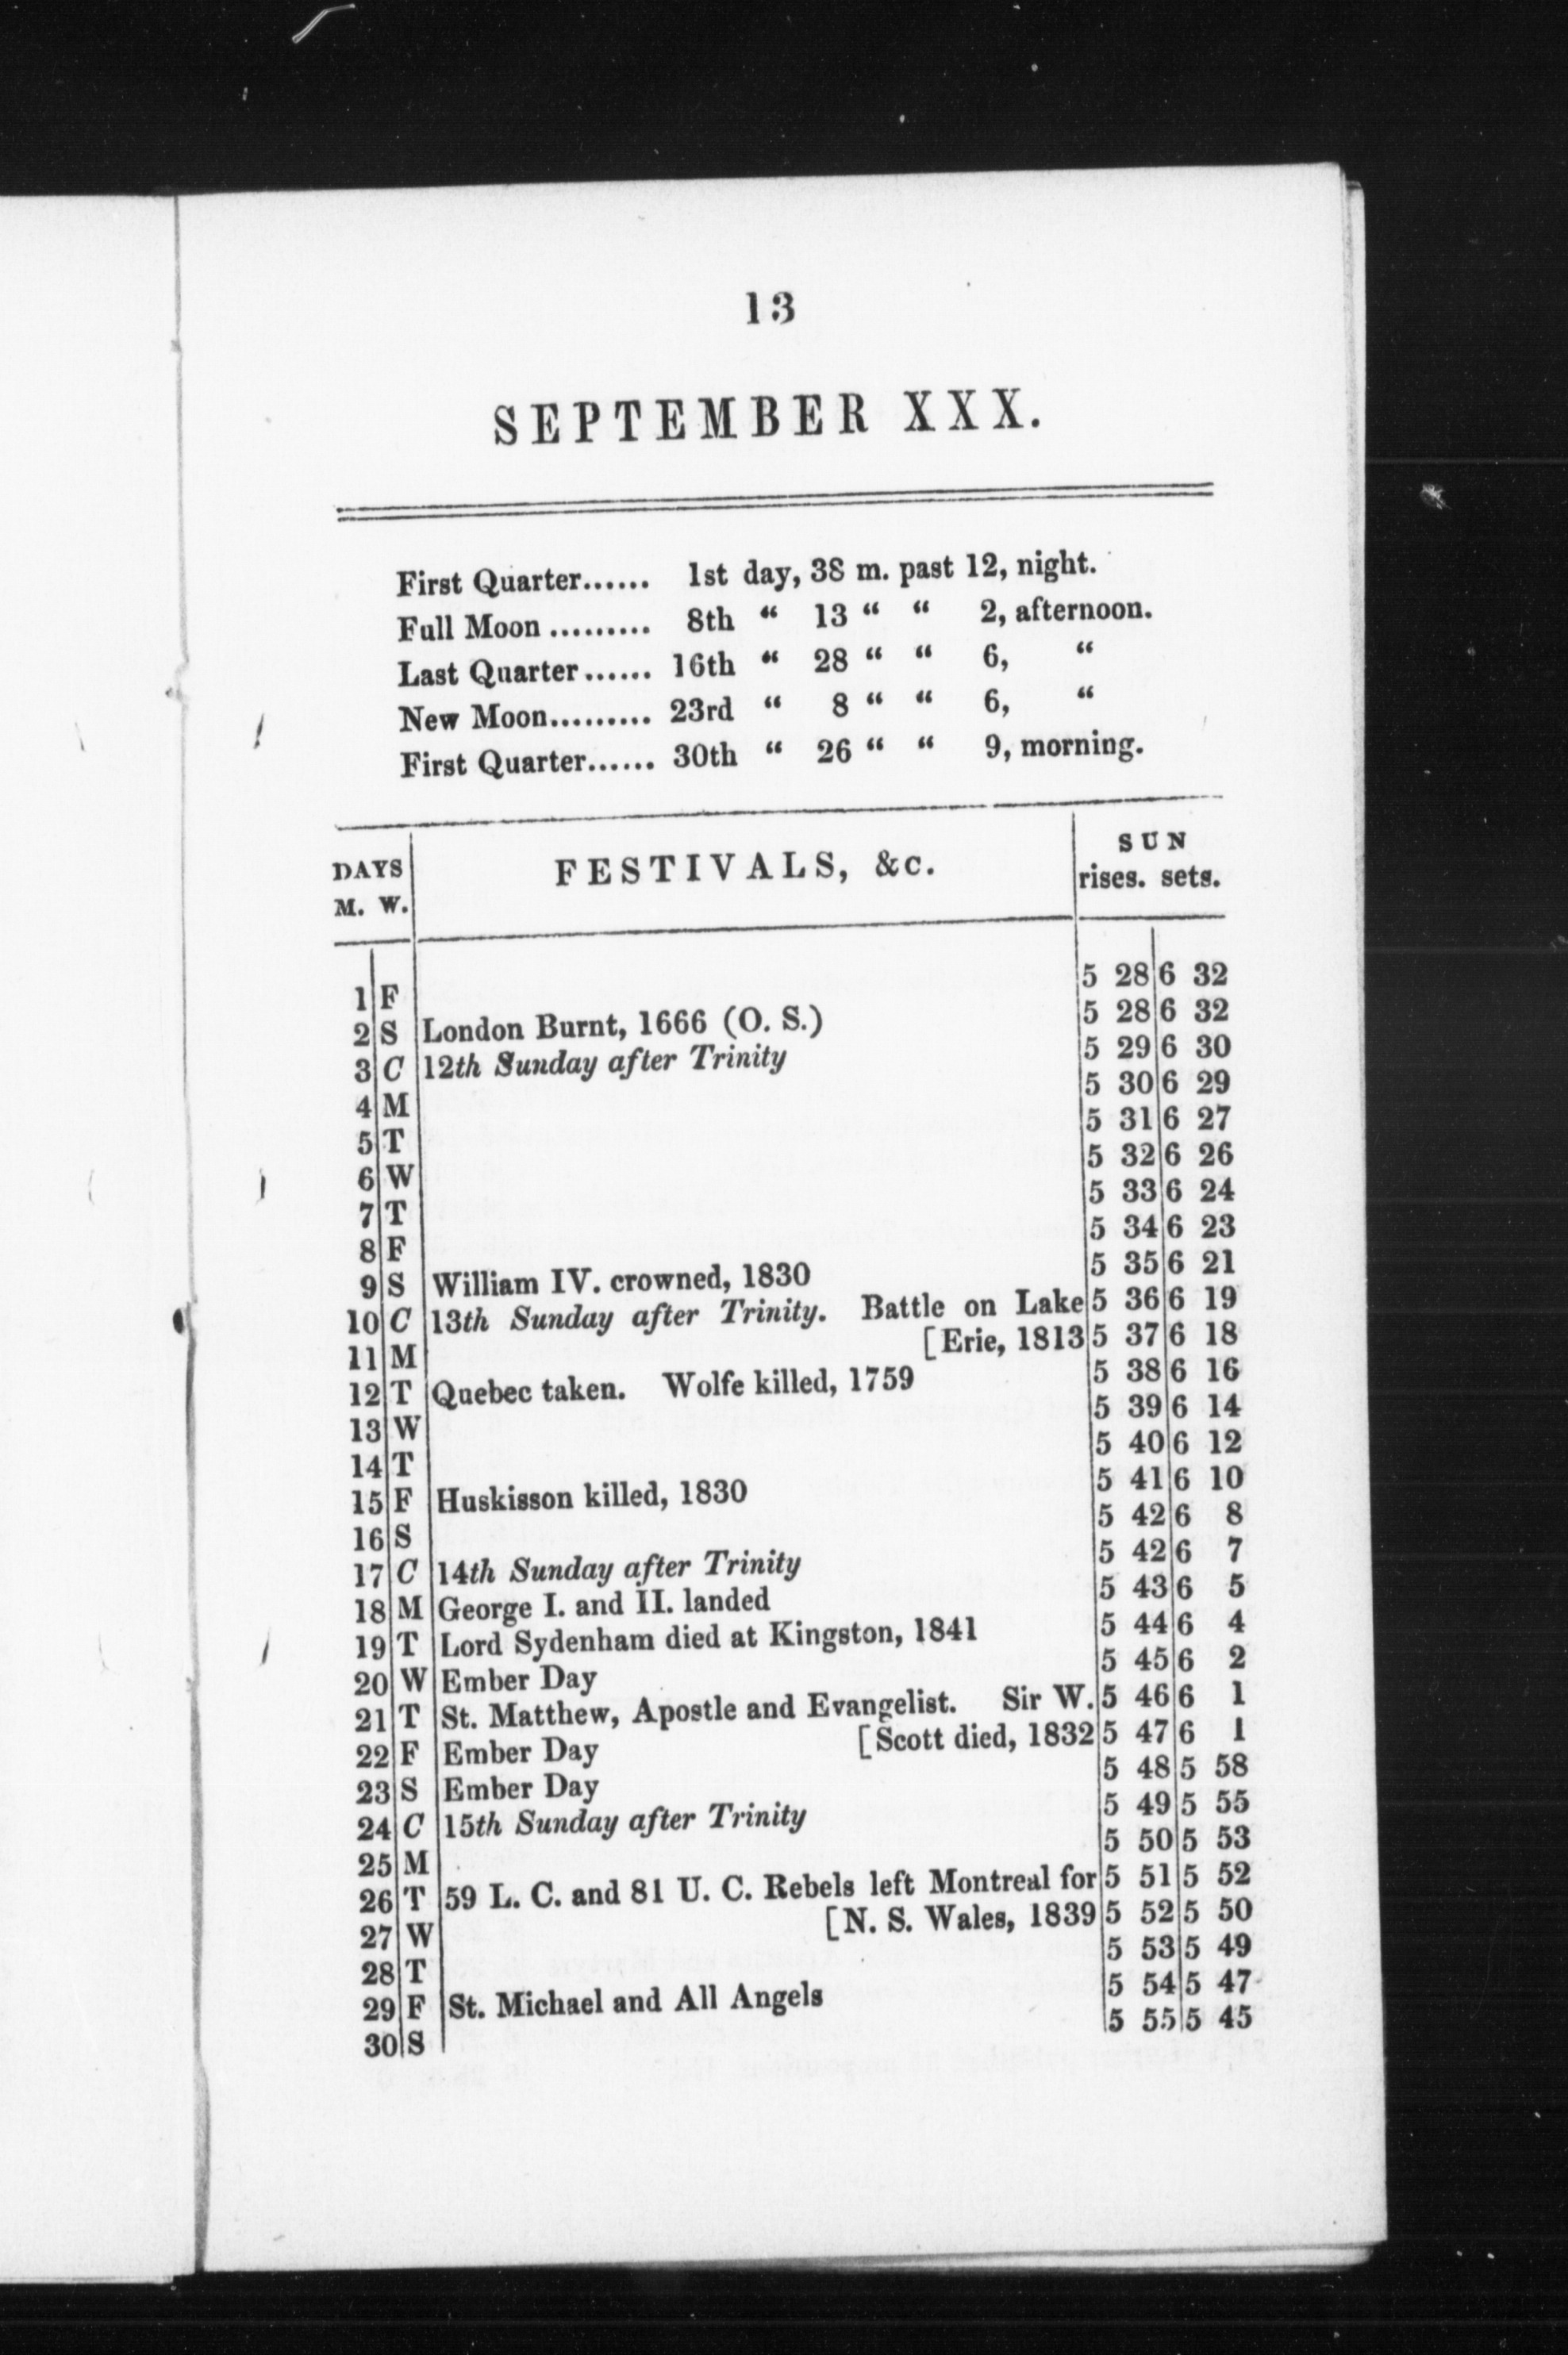 13
SEPTEMBER XXX.
First Quarter...... 1st day, 38 m. past 12, night.
Full Moon ......... 8th “ 13 “ “ 2, afternoon.
Last Quarter...... 16th “ 28 “ “ 6, “
New Moon......... 23rd “ 8 “ “ 6, “
First Quarter...... 30th “ 26 “ “ 9, morning.
DAYS FESTIVALS, &c. SUN
M. W. rises. sets.
1 F 5 28 6 32
2 S London Burnt, 1666 (O. S.) 5 28 6 32
3 C 12th Sunday after Trinity 5 29 6 30
4 M 5 30 6 29
5 T 5 31 6 27
6 W 5 32 6 26
7 T 5 33 6 24
8 F 5 34 6 23
9 S William IV. crowned, 1830 5 35 6 21
10 C 13th Sunday after Trinity. Battle on Lake 5 36 6 19
11 M [Erie, 1813 5 37 6 18
12 T Quebec taken. Wolfe killed, 1759 5 38 6 16
13 W 5 39 6 14
14 T 5 40 6 12
15 F Huskisson killed, 1830 5 41 6 10
16 S 5 42 6 8
17 C 14th Sunday after Trinity 5 42 6 7
18 M George I. and II. landed 5 43 6 5
19 T Lord Sydenham died at Kingston, 1841 5 44 6 4
20 W Ember Day 5 45 6 2
21 T St. Matthew, Apostle and Evangelist. Sir W. 5 46 6 1
22 F Ember Day [Scott died, 1832 5 47 6 1
23 S Ember Day 5 48 5 58
24 C 15th Sunday after Trinity 5 49 5 55
25 M 5 50 5 53
26 T 59 L. C. and 81 U. C. Rebels left Montreal for 5 51 5 52
27 W [N. S. Wales, 1839 5 52 5 50
28 T 5 53 5 49
29 F St. Michael and All Angels 5 54 5 47
30 S 5 55 5 45